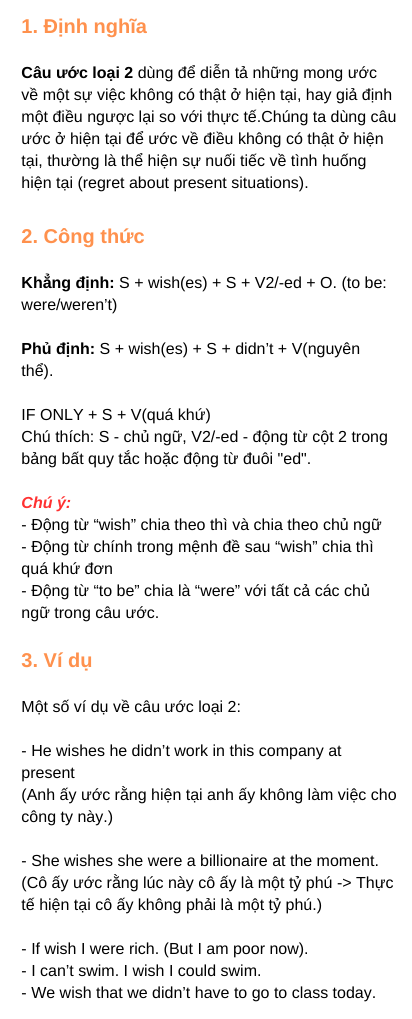 1. Định nghĩa
Câu ước loại 2 dùng để diễn tả những mong ước
về một sự việc không có thật ở hiện tại, hay giả định
một điều ngược lại so với thực tế.Chúng ta dùng câu
ước ở hiện tại để ước về điều không có thật ở hiện
tại, thường là thể hiện sự nuối tiếc về tình huống
hiện tại (regret about present situations).
2. Công thức
Khẳng định: S + wish(es) + S + V2/-ed + O. (to be:
were/weren’t)
Phủ định: S + wish(es) + S + didn’t + V(nguyên
thể).
IF ONLY + S + V(quá khứ)
Chú thích: S - chủ ngữ, V2/-ed - động từ cột 2 trong
bảng bất quy tắc hoặc động từ đuôi "ed".
Chú ý:
- Động từ “wish” chia theo thì và chia theo chủ ngữ
- Động từ chính trong mệnh đề sau “wish” chia thì
quá khứ đơn
- Động từ “to be” chia là “were” với tất cả các chủ
ngữ trong câu ước.
3. Ví dụ
Một số ví dụ về câu ước loại 2:
- He wishes he didn’t work in this company at
present
(Anh ấy ước rằng hiện tại anh ấy không làm việc cho
công ty này.)
- She wishes she were a billionaire at the moment.
(Cô ấy ước rằng lúc này cô ấy là một tỷ phú -> Thực
tế hiện tại cô ấy không phải là một tỷ phú.)
- If wish I were rich. (But I am poor now).
- I can’t swim. I wish I could swim.
- We wish that we didn’t have to go to class today.